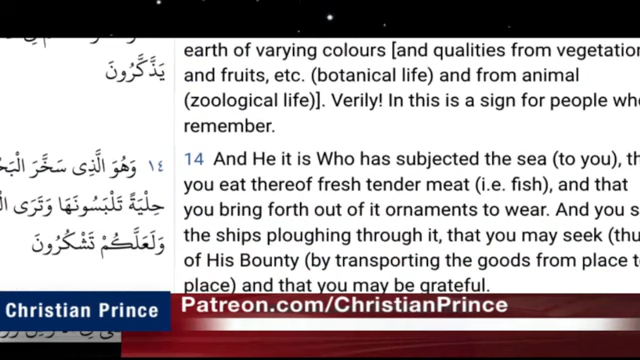 earth of varying colours [and qualities from vegetation
يَذَّكَّرُونَ
and fruits, etc. (botanical life) and from animal
(zoological life)]. Verily! In this is a sign for people who
remember.
١٤ وَهُوَ الَّذِى سَخَّرَ
14 And He it is Who has subjected the sea (to you),
حِلْيَةً تَلْبَسُونَهَا وَتَرَى
you eat thereof fresh tender meat (i.e. fish), and that
you bring forth out of it ornaments to wear. And you
وَلَعَلَّكُمْ تَشْكُرُونَ
the ships ploughing through it, that you may seek
of His Bounty (by transporting the goods from place
place) and that you may be grateful.
Christian Prince
Patreon.com/ChristianPrince